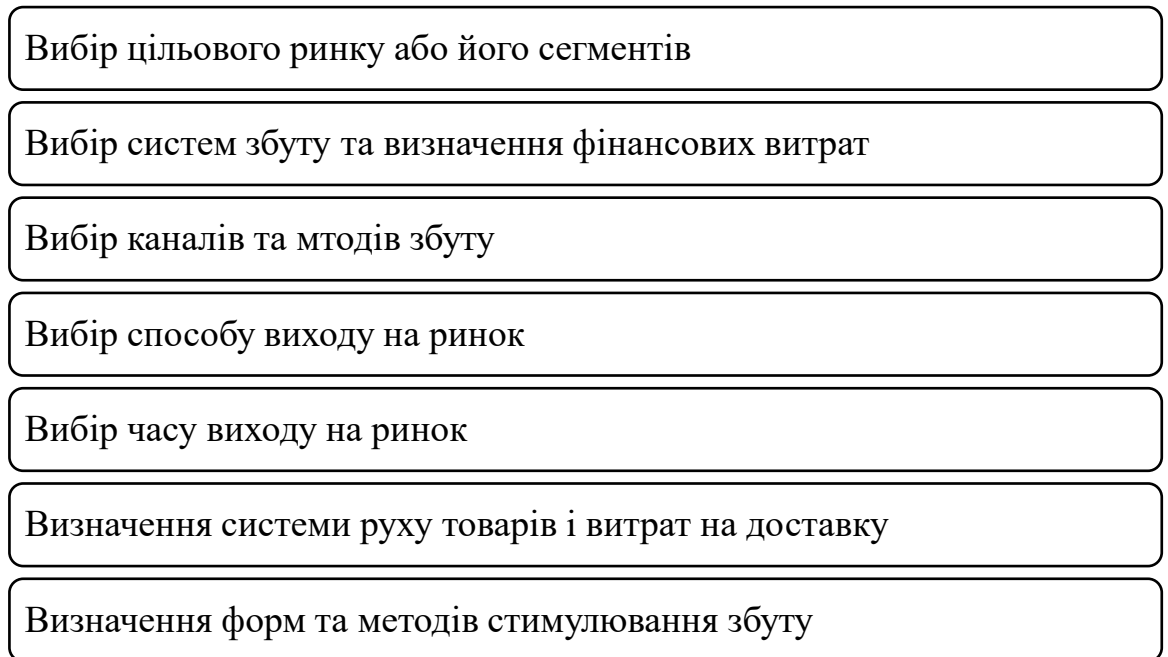 Вибір цільового ринку або його сегментів
Вибір систем збуту та визначення фінансових витрат
Вибір каналів та мтодів збуту
Вибір способу виходу на ринок
Вибір часу виходу на ринок
Визначення системи руху товарів і витрат на доставку
Визначення форм та методів стимулювання збуту